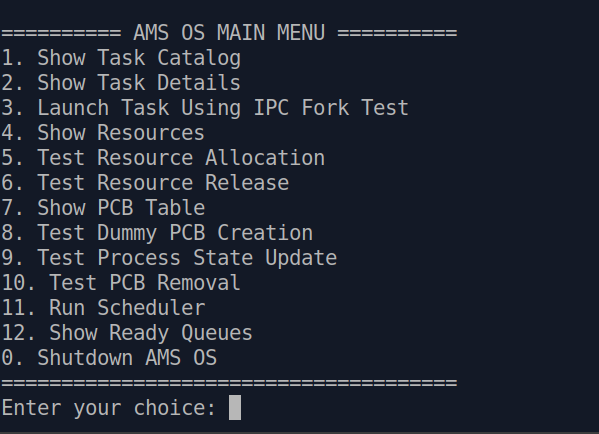 ========== AMS OS MAIN MENU ==========
1. Show Task Catalog
2. Show Task Details
3. Launch Task Using IPC Fork Test
4. Show Resources
5. Test Resource Allocation
6. Test Resource Release
7. Show PCB Table
8. Test Dummy PCB Creation
9. Test Process State Update
10. Test PCB Removal
11. Run Scheduler
12. Show Ready Queues
0. Shutdown AMS OS
======================================
Enter your choice: